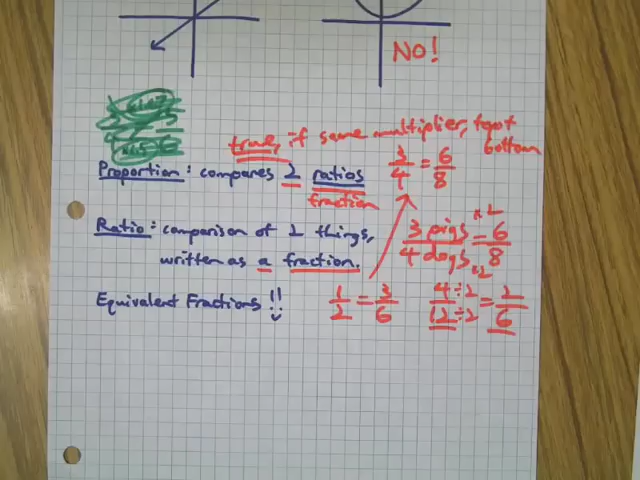 NO!
true, if same multiplier, top+
bottom
Proportion: compares 2 ratios 3/4 = 6/8
fraction
Ratio: comparison of 2 things, 3 pigs/4 dogs = 6/8
×2
×2
written as a fraction.
Equivalent Fractions!! 1/2 = 3/6 4÷2/12÷2 = 2/6